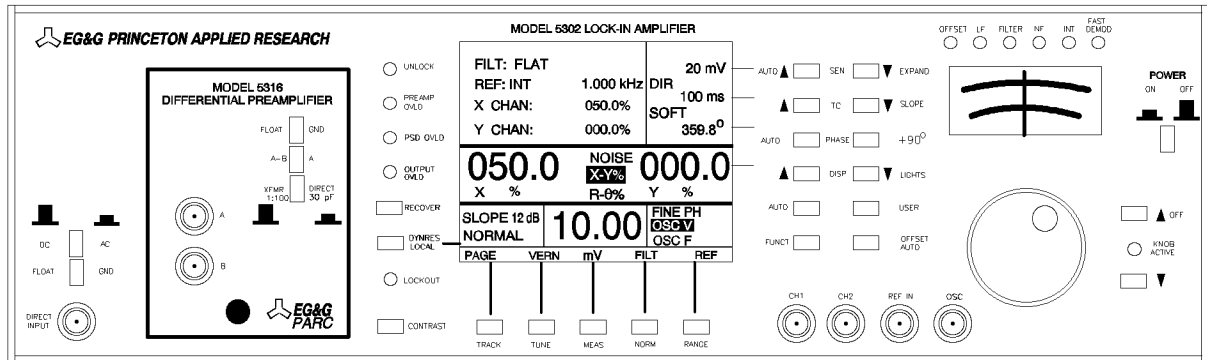 EG&G PRINCETON APPLIED RESEARCH
MODEL 5302 LOCK-IN AMPLIFIER
MODEL 5316
DIFFERENTIAL PREAMPLIFIER
FLOAT GND
A-B A
XFMR DIRECT
1:100 30 pF
A
B
EG&G
PARC
DC AC
FLOAT GND
DIRECT
INPUT
UNLOCK
PREAMP
OVLD
PSD OVLD
OUTPUT
OVLD
RECOVER
DYNRES
LOCAL
LOCKOUT
CONTRAST
FILT: FLAT
REF: INT 1.000 kHz
X CHAN: 050.0%
Y CHAN: 000.0%
20 mV
DIR
100 ms
SOFT
359.8°
050.0 NOISE 000.0
X-Y%
X % R-θ% Y %
SLOPE 12 dB
NORMAL
10.00
FINE PH
OSC V
OSC F
PAGE VERN mV FILT REF
TRACK TUNE MEAS NORM RANGE
AUTO ▲ SEN ▼ EXPAND
▲ TC ▼ SLOPE
AUTO PHASE +90°
▲ DISP ▼ LIGHTS
AUTO USER
FUNCT OFFSET
AUTO
CH1 CH2 REF IN OSC
OFFSET LF FILTER NF INT FAST
DEMOD
POWER
ON OFF
▲ OFF
KNOB
ACTIVE
▼